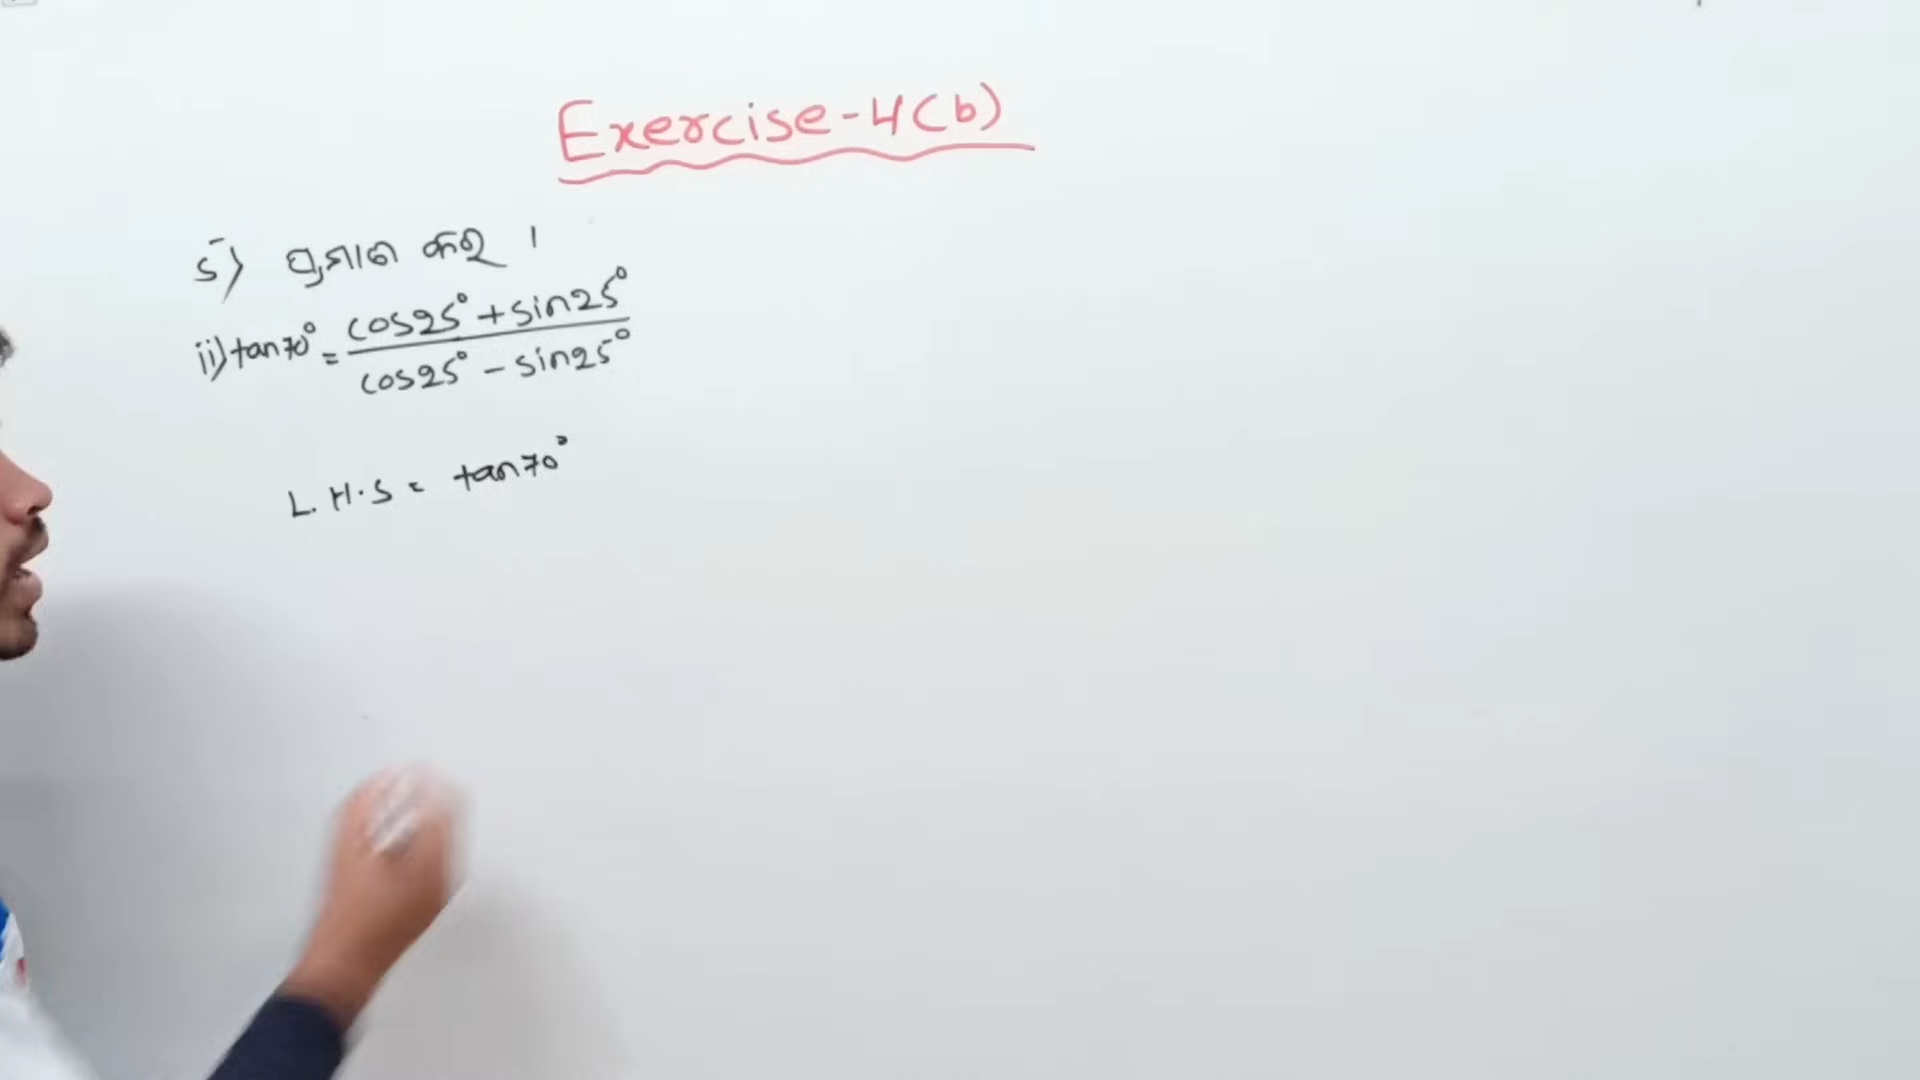 Exercise-4(b)
5) ପ୍ରମାଣ କର ।
ii) tan70° = cos25° + sin25°
cos25° - sin25°
L.H.S = tan70°